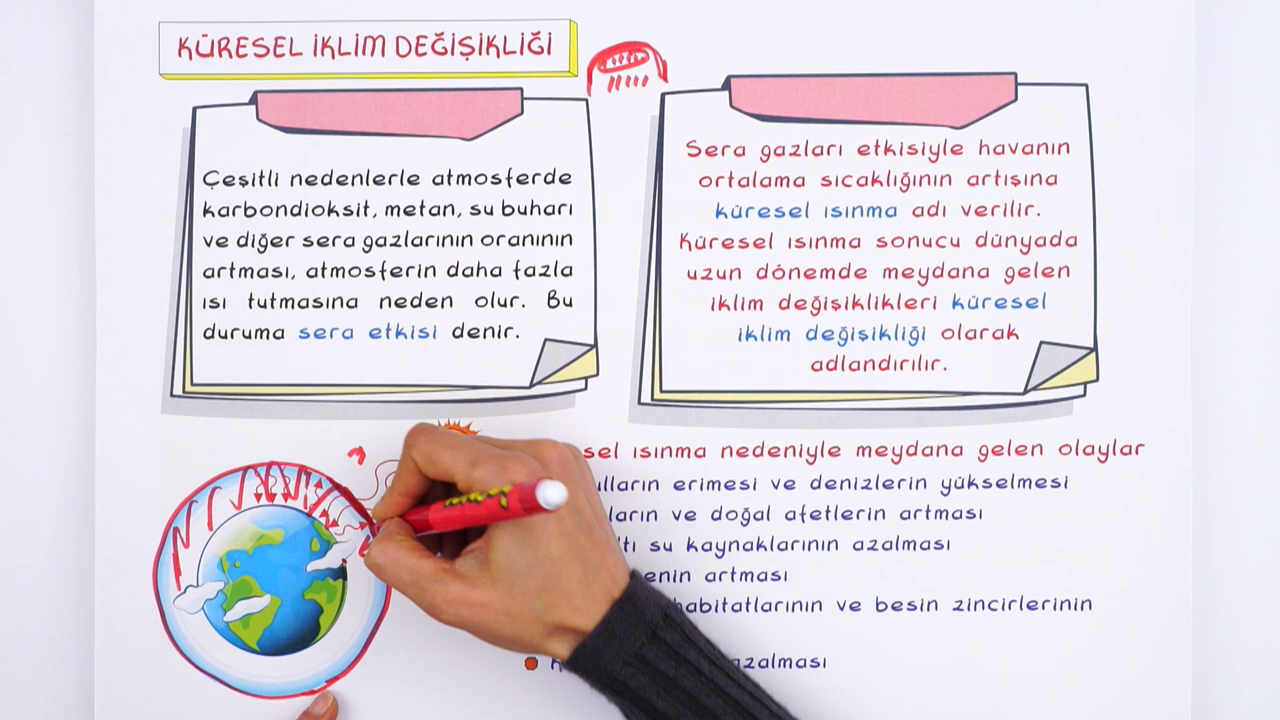 KÜRESEL İKLİM DEĞİŞİKLİĞİ
Çeşitli nedenlerle atmosferde
karbondioksit, metan, su buharı
ve diğer sera gazlarının oranının
artması, atmosferin daha fazla
ısı tutmasına neden olur. Bu
duruma sera etkisi denir.
Sera gazları etkisiyle havanın
ortalama sıcaklığının artışına
küresel ısınma adı verilir.
Küresel ısınma sonucu dünyada
uzun dönemde meydana gelen
iklim değişiklikleri küresel
iklim değişikliği olarak
adlandırılır.
ısınma nedeniyle meydana gelen olaylar
erimesi ve denizlerin yükselmesi
ve doğal afetlerin artması
su kaynaklarının azalması
artması
habitatlarının ve besin zincirlerinin
azalması